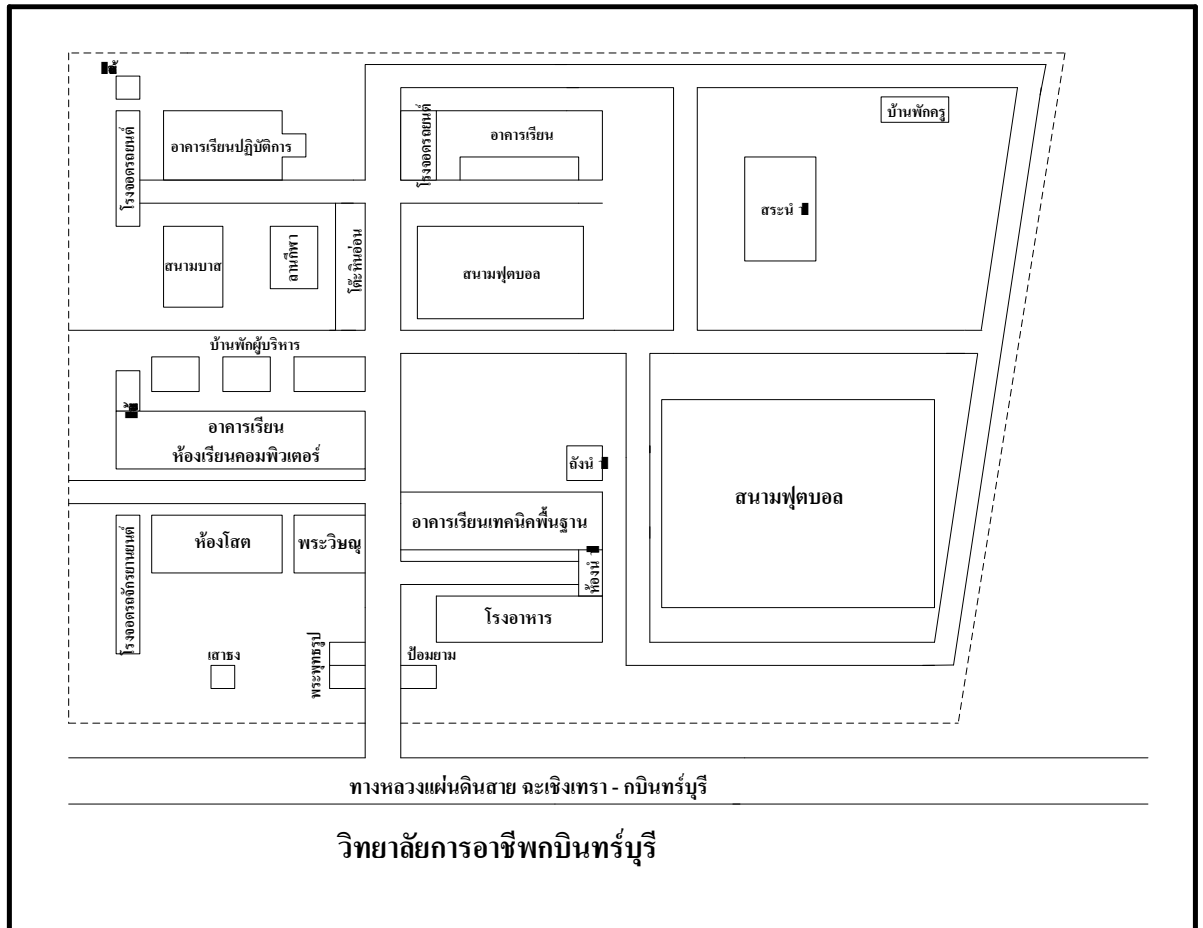 บ้านพักครู
โรงจอดรถยนต์
อาคารเรียนปฏิบัติการ
โรงจอดรถยนต์
อาคารเรียน
สนามบาส
ลานกีฬา
โต๊ะหินอ่อน
สนามฟุตบอล
สระน้ำ
บ้านพักผู้บริหาร
อาคารเรียน
ห้องเรียนคอมพิวเตอร์
ถังน้ำ
สนามฟุตบอล
อาคารเรียนเทคนิคพื้นฐาน
โรงจอดรถจักรยานยนต์
ห้องโสต
พระวิษณุ
ห้องน้ำ
โรงอาหาร
เสาธง
พระพุทธรูป
ป้อมยาม
ทางหลวงแผ่นดินสาย ฉะเชิงเทรา - กบินทร์บุรี
วิทยาลัยการอาชีพกบินทร์บุรี